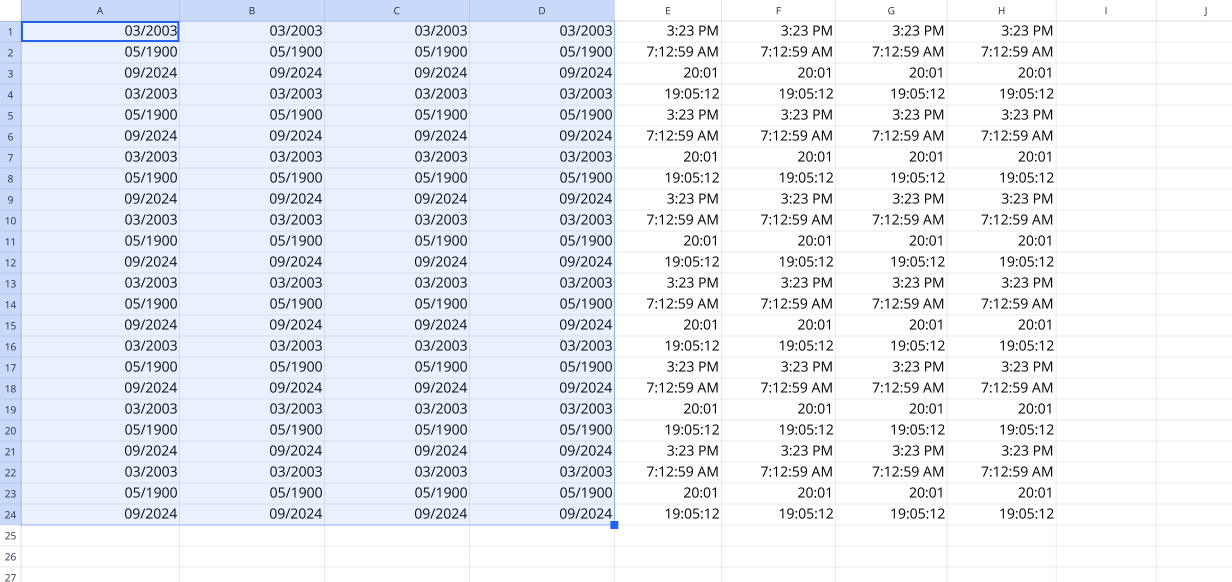 A B C D E F G H I J
1 03/2003 03/2003 03/2003 03/2003 3:23 PM 3:23 PM 3:23 PM 3:23 PM
2 05/1900 05/1900 05/1900 05/1900 7:12:59 AM 7:12:59 AM 7:12:59 AM 7:12:59 AM
3 09/2024 09/2024 09/2024 09/2024 20:01 20:01 20:01 20:01
4 03/2003 03/2003 03/2003 03/2003 19:05:12 19:05:12 19:05:12 19:05:12
5 05/1900 05/1900 05/1900 05/1900 3:23 PM 3:23 PM 3:23 PM 3:23 PM
6 09/2024 09/2024 09/2024 09/2024 7:12:59 AM 7:12:59 AM 7:12:59 AM 7:12:59 AM
7 03/2003 03/2003 03/2003 03/2003 20:01 20:01 20:01 20:01
8 05/1900 05/1900 05/1900 05/1900 19:05:12 19:05:12 19:05:12 19:05:12
9 09/2024 09/2024 09/2024 09/2024 3:23 PM 3:23 PM 3:23 PM 3:23 PM
10 03/2003 03/2003 03/2003 03/2003 7:12:59 AM 7:12:59 AM 7:12:59 AM 7:12:59 AM
11 05/1900 05/1900 05/1900 05/1900 20:01 20:01 20:01 20:01
12 09/2024 09/2024 09/2024 09/2024 19:05:12 19:05:12 19:05:12 19:05:12
13 03/2003 03/2003 03/2003 03/2003 3:23 PM 3:23 PM 3:23 PM 3:23 PM
14 05/1900 05/1900 05/1900 05/1900 7:12:59 AM 7:12:59 AM 7:12:59 AM 7:12:59 AM
15 09/2024 09/2024 09/2024 09/2024 20:01 20:01 20:01 20:01
16 03/2003 03/2003 03/2003 03/2003 19:05:12 19:05:12 19:05:12 19:05:12
17 05/1900 05/1900 05/1900 05/1900 3:23 PM 3:23 PM 3:23 PM 3:23 PM
18 09/2024 09/2024 09/2024 09/2024 7:12:59 AM 7:12:59 AM 7:12:59 AM 7:12:59 AM
19 03/2003 03/2003 03/2003 03/2003 20:01 20:01 20:01 20:01
20 05/1900 05/1900 05/1900 05/1900 19:05:12 19:05:12 19:05:12 19:05:12
21 09/2024 09/2024 09/2024 09/2024 3:23 PM 3:23 PM 3:23 PM 3:23 PM
22 03/2003 03/2003 03/2003 03/2003 7:12:59 AM 7:12:59 AM 7:12:59 AM 7:12:59 AM
23 05/1900 05/1900 05/1900 05/1900 20:01 20:01 20:01 20:01
24 09/2024 09/2024 09/2024 09/2024 19:05:12 19:05:12 19:05:12 19:05:12
25
26
27